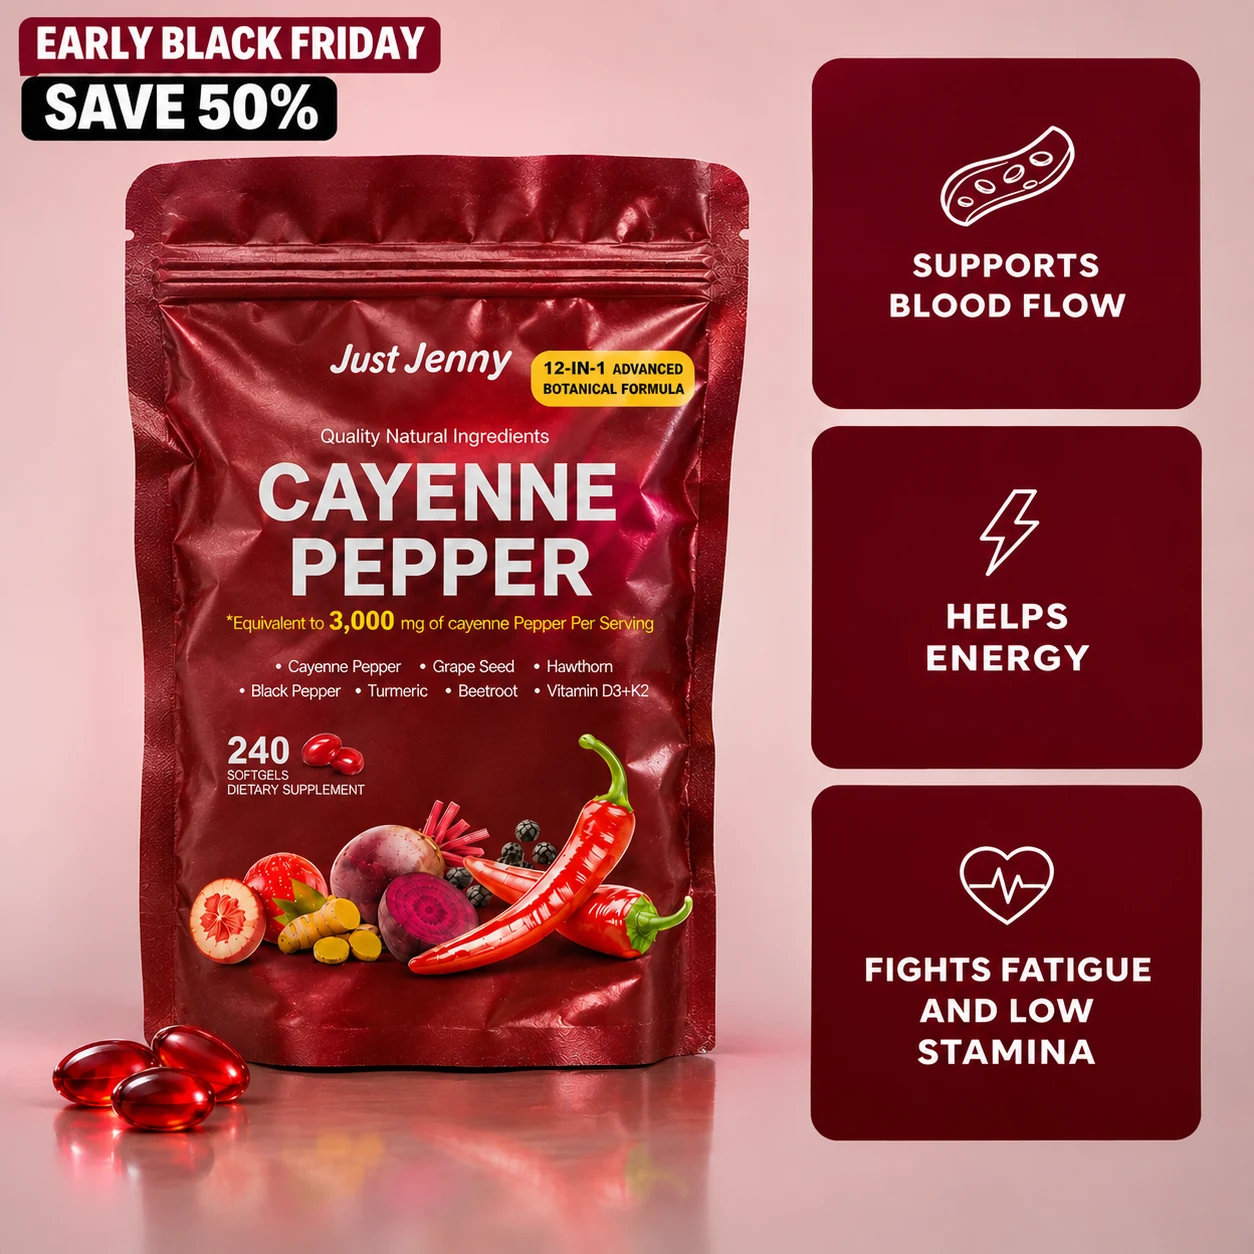 EARLY BLACK FRIDAY
SAVE 50%
Just Jenny
12-IN-1 ADVANCED
BOTANICAL FORMULA
Quality Natural Ingredients
CAYENNE
PEPPER
*Equivalent to 3,000 mg of cayenne Pepper Per Serving
• Cayenne Pepper • Grape Seed • Hawthorn
• Black Pepper • Turmeric • Beetroot • Vitamin D3+K2
240
SOFTGELS
DIETARY SUPPLEMENT
SUPPORTS
BLOOD FLOW
HELPS
ENERGY
FIGHTS FATIGUE
AND LOW
STAMINA